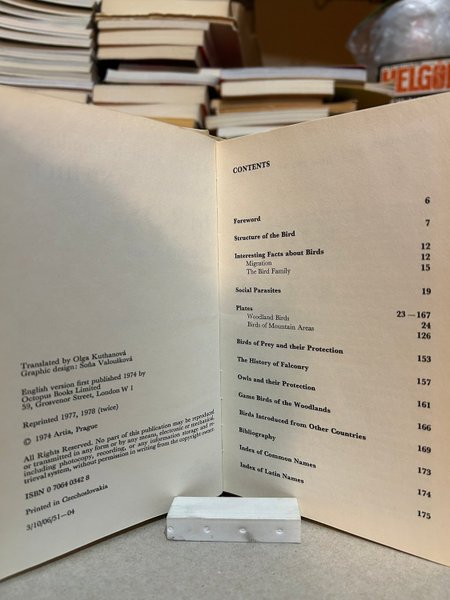 Translated by Olga Kuthanová
Graphic design: Soňa Valoušková
English version first published 1974 by
Octopus Books Limited
59, Grosvenor Street, London W 1
Reprinted 1977, 1978 (twice)
© 1974 Artia, Prague
All Rights Reserved. No part of this publication may be reproduced
or transmitted in any form or by any means, electronic or mechanical,
including photocopy, recording, or any information storage and re-
trieval system, without permission in writing from the copyright owner.
ISBN 0 7064 0342 8
Printed in Czechoslovakia
3/10/06/51—04
CONTENTS
Foreword 6
Structure of the Bird 7
Interesting Facts about Birds 12
Migration 12
The Bird Family 15
Social Parasites 19
Plates 23—167
Woodland Birds 24
Birds of Mountain Areas 126
Birds of Prey and their Protection 153
The History of Falconry 157
Owls and their Protection 161
Game Birds of the Woodlands 166
Birds Introduced from Other Countries 169
Bibliography 173
Index of Common Names 174
Index of Latin Names 175